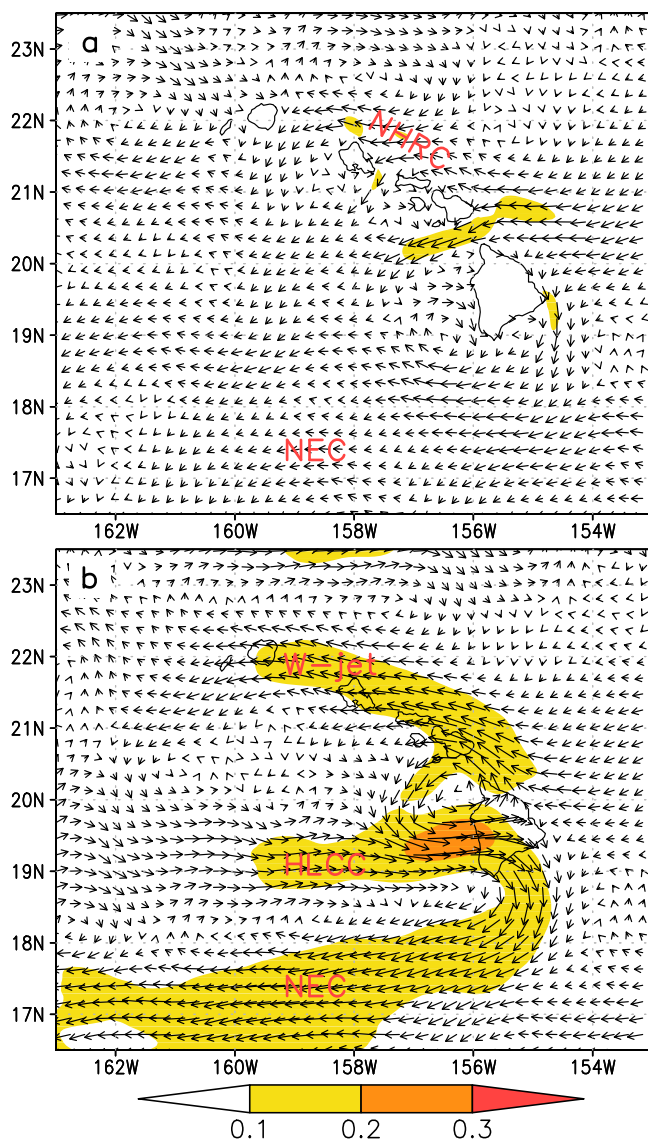 a
23N
22N
21N
20N
19N
18N
17N
NHRC
NEC
162W 160W 158W 156W 154W
b
23N
22N
21N
20N
19N
18N
17N
W-jet
HLCC
NEC
162W 160W 158W 156W 154W
0.1 0.2 0.3